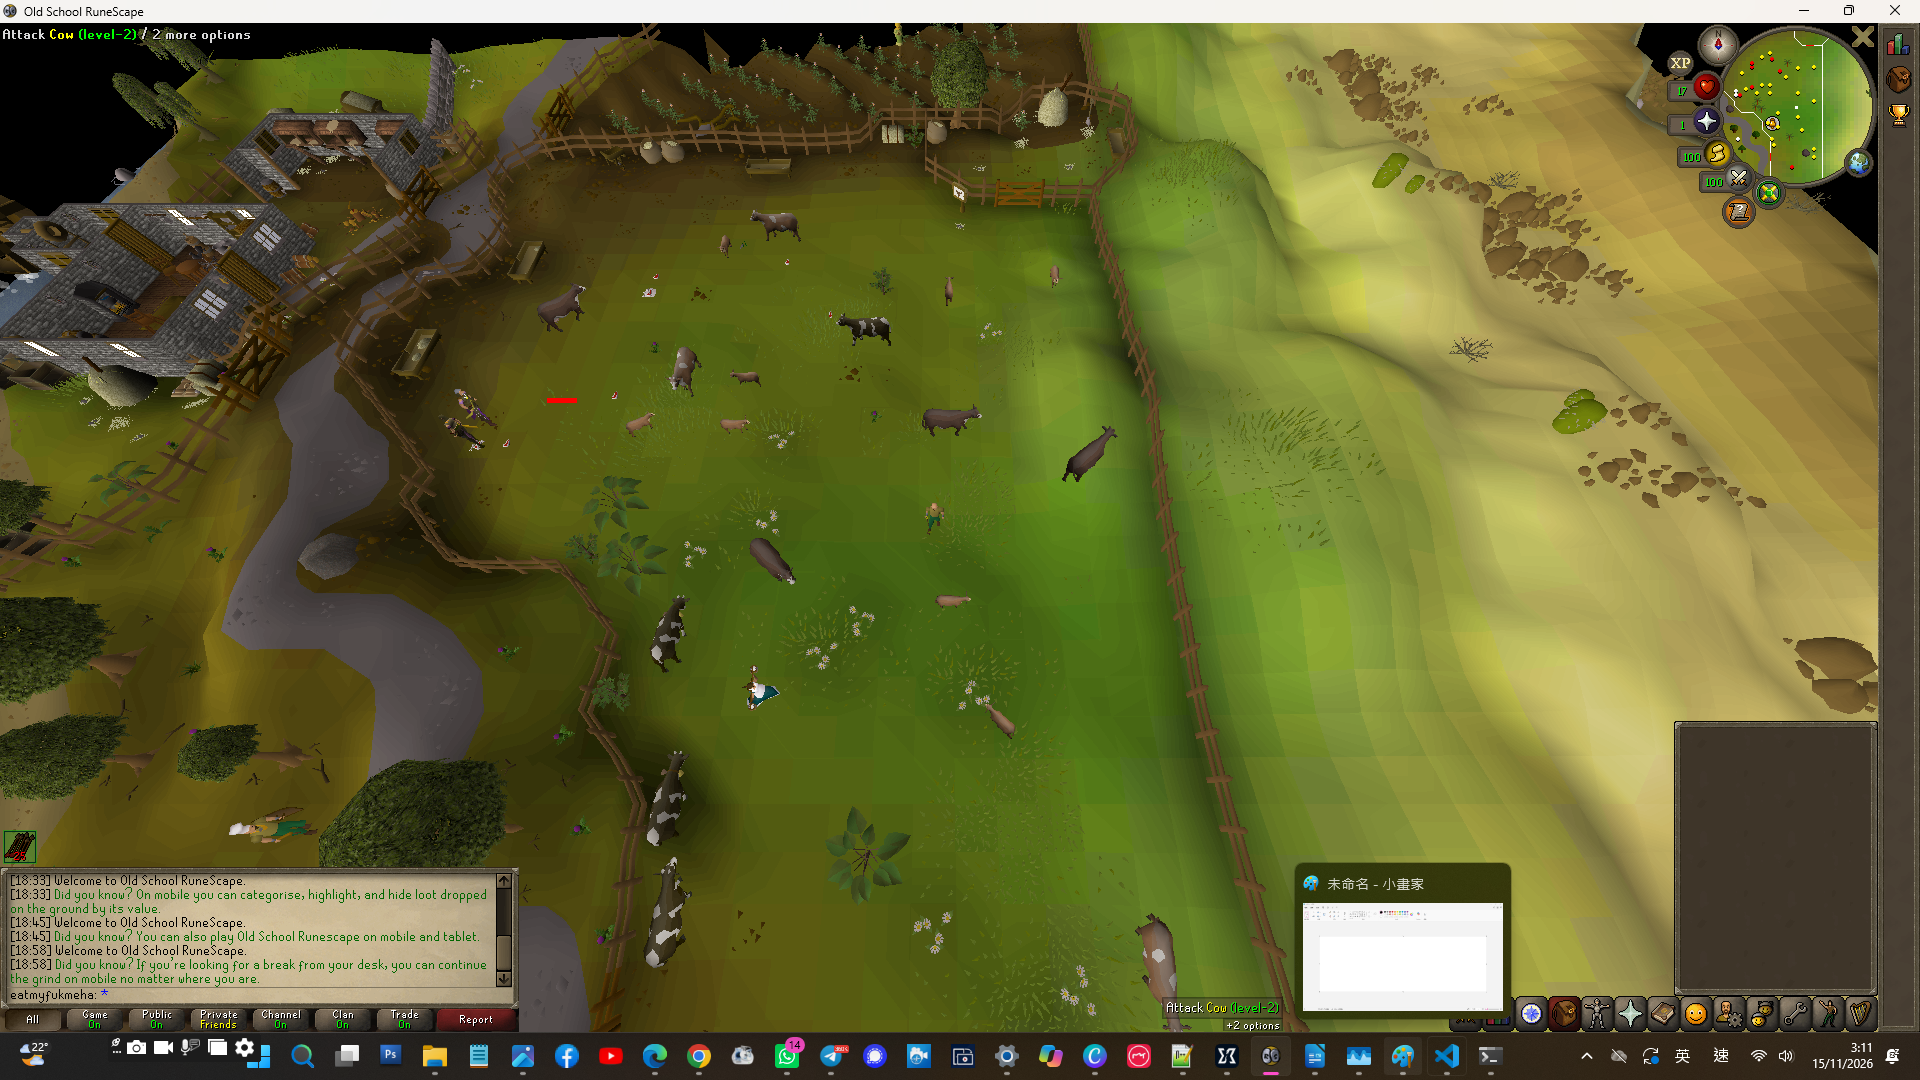 Old School RuneScape
Attack Cow (level-2) / 2 more options
N
XP
17
1
100
100
[18:33] Welcome to Old School RuneScape.
[18:33] Did you know? On mobile you can categorise, highlight, and hide loot dropped
on the ground by its value.
[18:45] Welcome to Old School RuneScape.
[18:45] Did you know? You can also play Old School Runescape on mobile and tablet.
[18:58] Welcome to Old School RuneScape.
[18:58] Did you know? If you're looking for a break from your desk, you can continue
the grind on mobile no matter where you are.
eatmyfukmeha: *
All
Game
On
Public
On
Private
Friends
Channel
On
Clan
On
Trade
On
Report
Attack Cow (level-2)
+2 options
未命名 - 小畫家
22°
Ps
14
英
速
3:11
15/11/2026